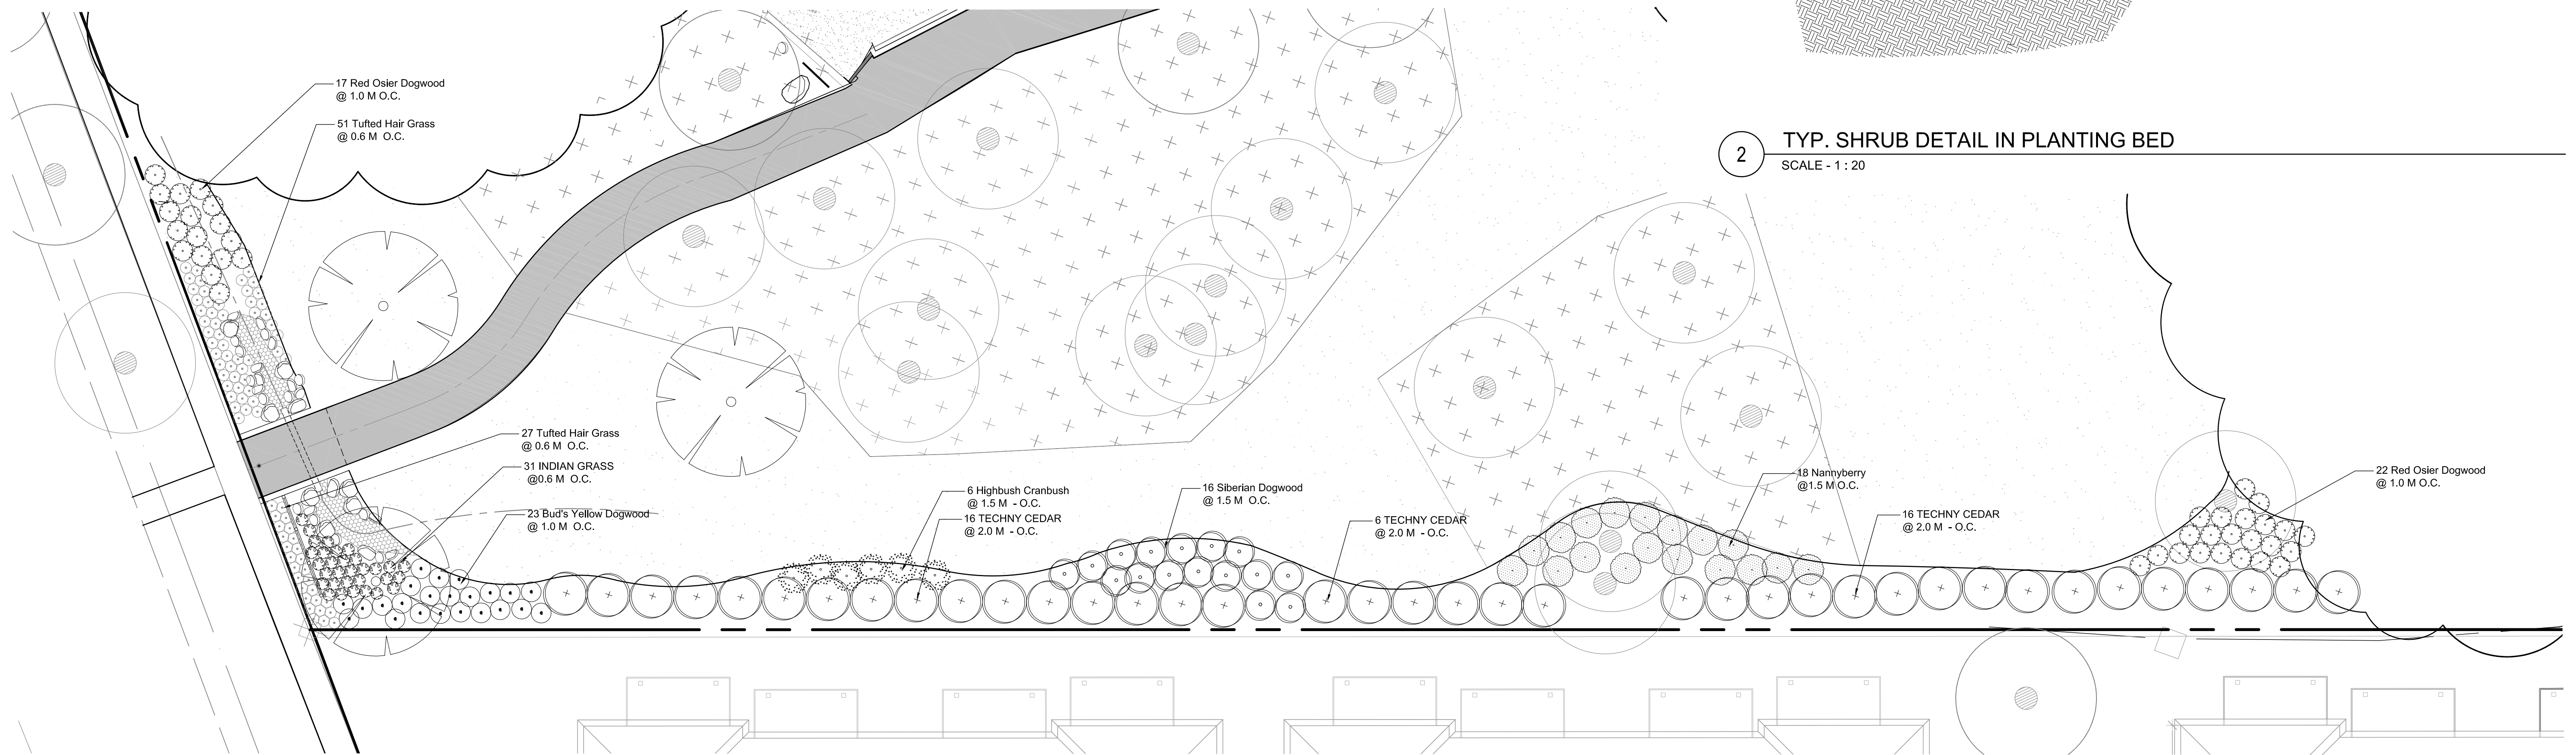 17 Red Osier Dogwood
@ 1.0 M O.C.
51 Tufted Hair Grass
@ 0.6 M  O.C.
2
TYP. SHRUB DETAIL IN PLANTING BED
SCALE - 1 : 20
27 Tufted Hair Grass
@ 0.6 M  O.C.
31 INDIAN GRASS
@0.6 M  O.C.
23 Bud's Yellow Dogwood
@ 1.0 M  O.C.
6 Highbush Cranbush
@ 1.5 M  - O.C.
16 TECHNY CEDAR
@ 2.0 M  - O.C.
16 Siberian Dogwood
@ 1.5 M  O.C.
6 TECHNY CEDAR
@ 2.0 M  - O.C.
18 Nannyberry
@1.5 M O.C.
16 TECHNY CEDAR
@ 2.0 M  - O.C.
22 Red Osier Dogwood
@ 1.0 M O.C.